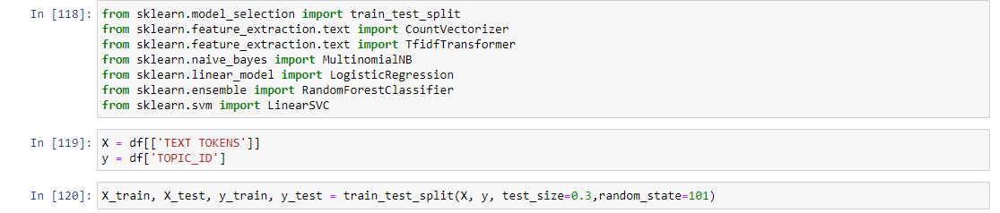 In [118]: from sklearn.model_selection import train_test_split
from sklearn.feature_extraction.text import CountVectorizer
from sklearn.feature_extraction.text import TfidfTransformer
from sklearn.naive_bayes import MultinomialNB
from sklearn.linear_model import LogisticRegression
from sklearn.ensemble import RandomForestClassifier
from sklearn.svm import LinearSVC
In [119]: X = df[['TEXT TOKENS']]
y = df['TOPIC_ID']
In [120]: X_train, X_test, y_train, y_test = train_test_split(X, y, test_size=0.3,random_state=101)